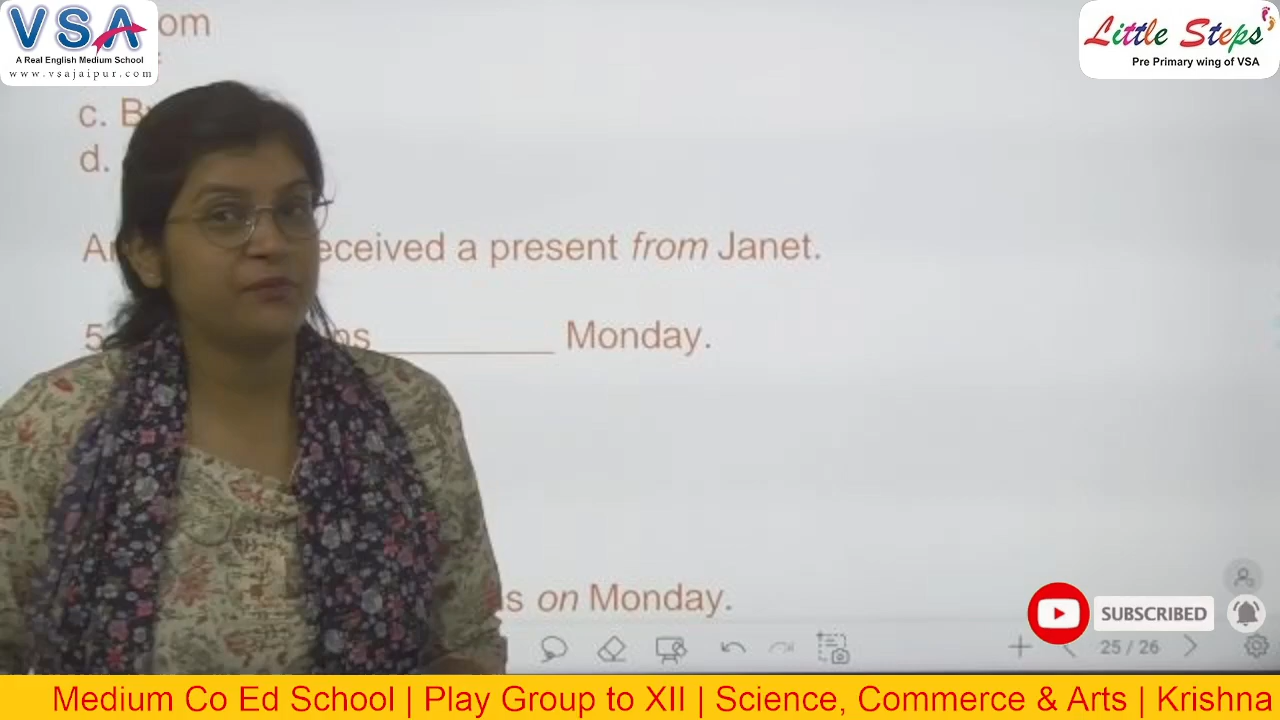 VSA
A Real English Medium School
www.vsajaipur.com
Little Steps
Pre Primary wing of VSA
om
c. B
d.
eceived a present from Janet.
5 Monday.
on Monday.
SUBSCRIBED
25 / 26
Medium Co Ed School | Play Group to XII | Science, Commerce & Arts | Krishna